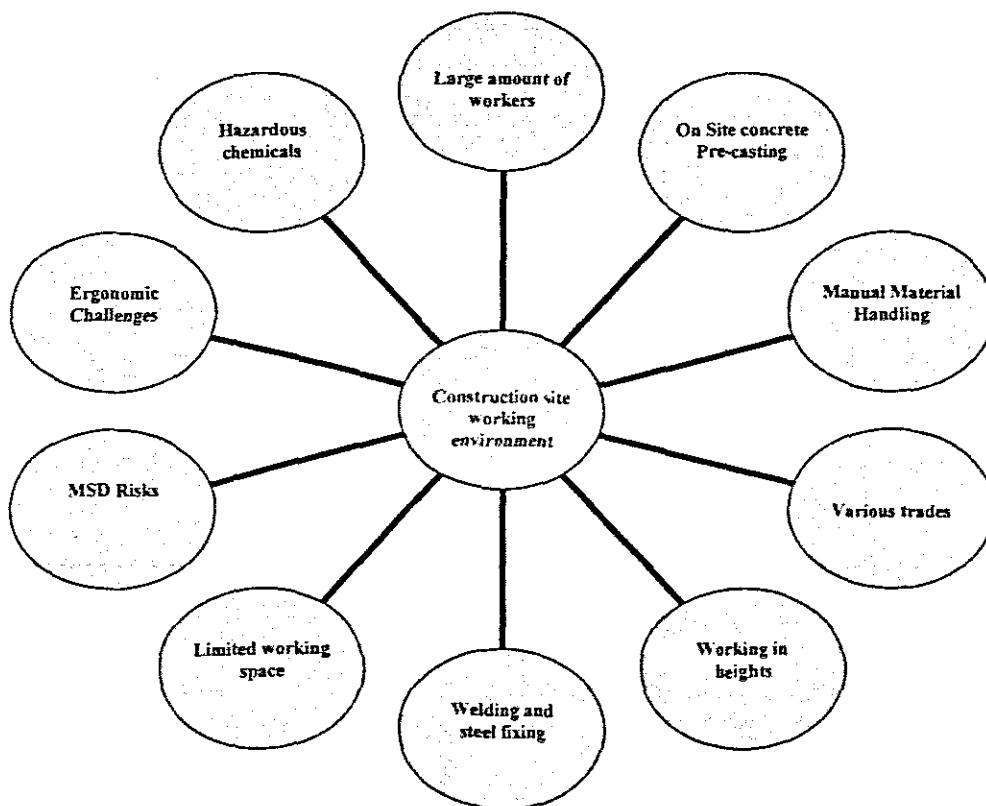 Large amount of
workers
On Site concrete
Pre-casting
Manual Material
Handling
Various trades
Working in
heights
Welding and
steel fixing
Limited working
space
MSD Risks
Ergonomic
Challenges
Hazardous
chemicals
Construction site
working
environment